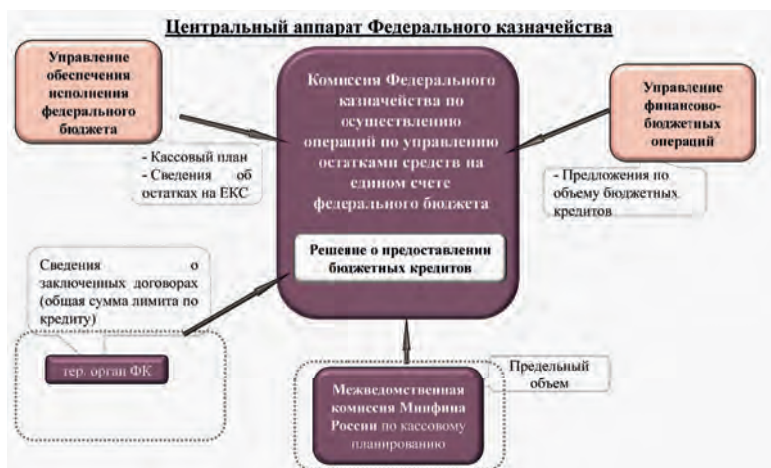 Центральный аппарат Федерального казначейства
Управление
обеспечения
исполнения
федерального
бюджета
Комиссия Федерального
казначейства по
осуществлению
операций по управлению
остатками средств на
едином счете
федерального бюджета
Управление
финансово-
бюджетных
операций
- Кассовый план
- Сведения об
остатках на ЕКС
- Предложения по
объему бюджетных
кредитов
Решение о предоставлении
бюджетных кредитов
Сведения о
заключенных договорах
(общая сумма лимита по
кредиту)
тер. орган ФК
Межведомственная
комиссия Минфина
России по кассовому
планированию
Предельный
объем